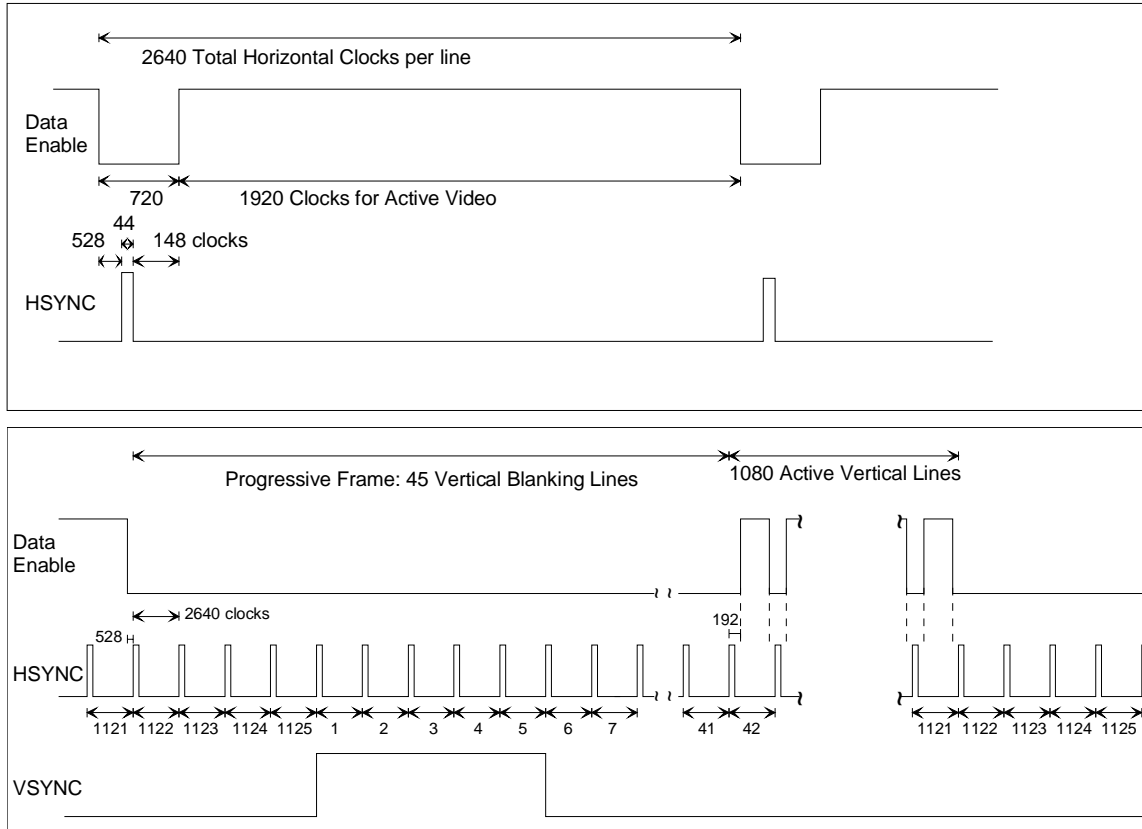 2640 Total Horizontal Clocks per line
Data
Enable
720
1920 Clocks for Active Video
44
528
148 clocks
HSYNC
Progressive Frame: 45 Vertical Blanking Lines
1080 Active Vertical Lines
Data
Enable
2640 clocks
192
528
HSYNC
1121 1122 1123 1124 1125 1 2 3 4 5 6 7 41 42 1121 1122 1123 1124 1125
VSYNC